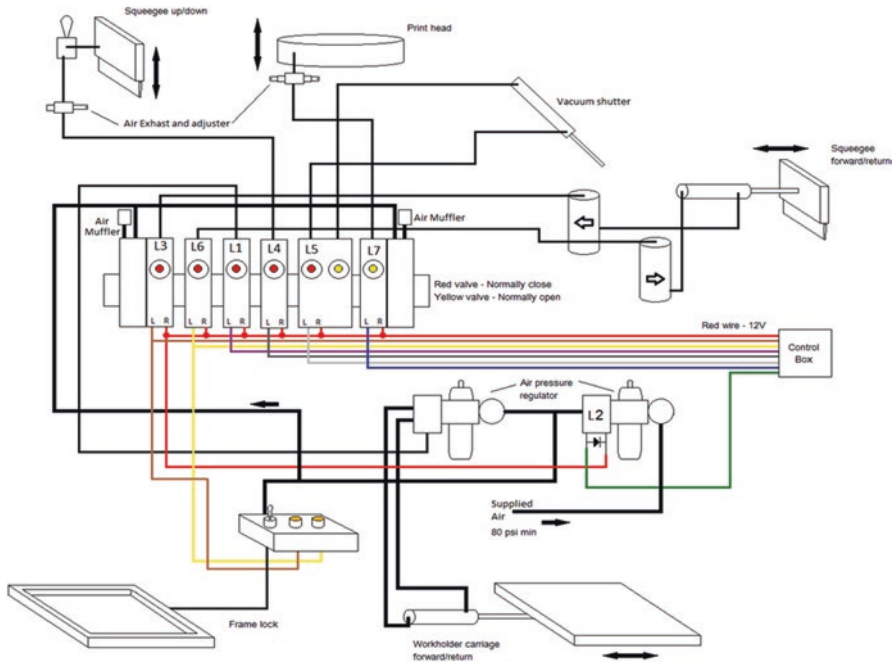 Squeegee up/down
Print head
Air Exhast and adjuster
Vacuum shutter
Squeegee
forward/return
Air
Muffler
Air Muffler
L3
L6
L1
L4
L5
L7
Red valve - Normally close
Yellow valve - Normally open
L R
L R
L R
L R
L R
L R
Red wire - 12V
Control
Box
Air pressure
regulator
L2
Supplied
Air
80 psi min
Frame lock
Workholder carriage
forward/return